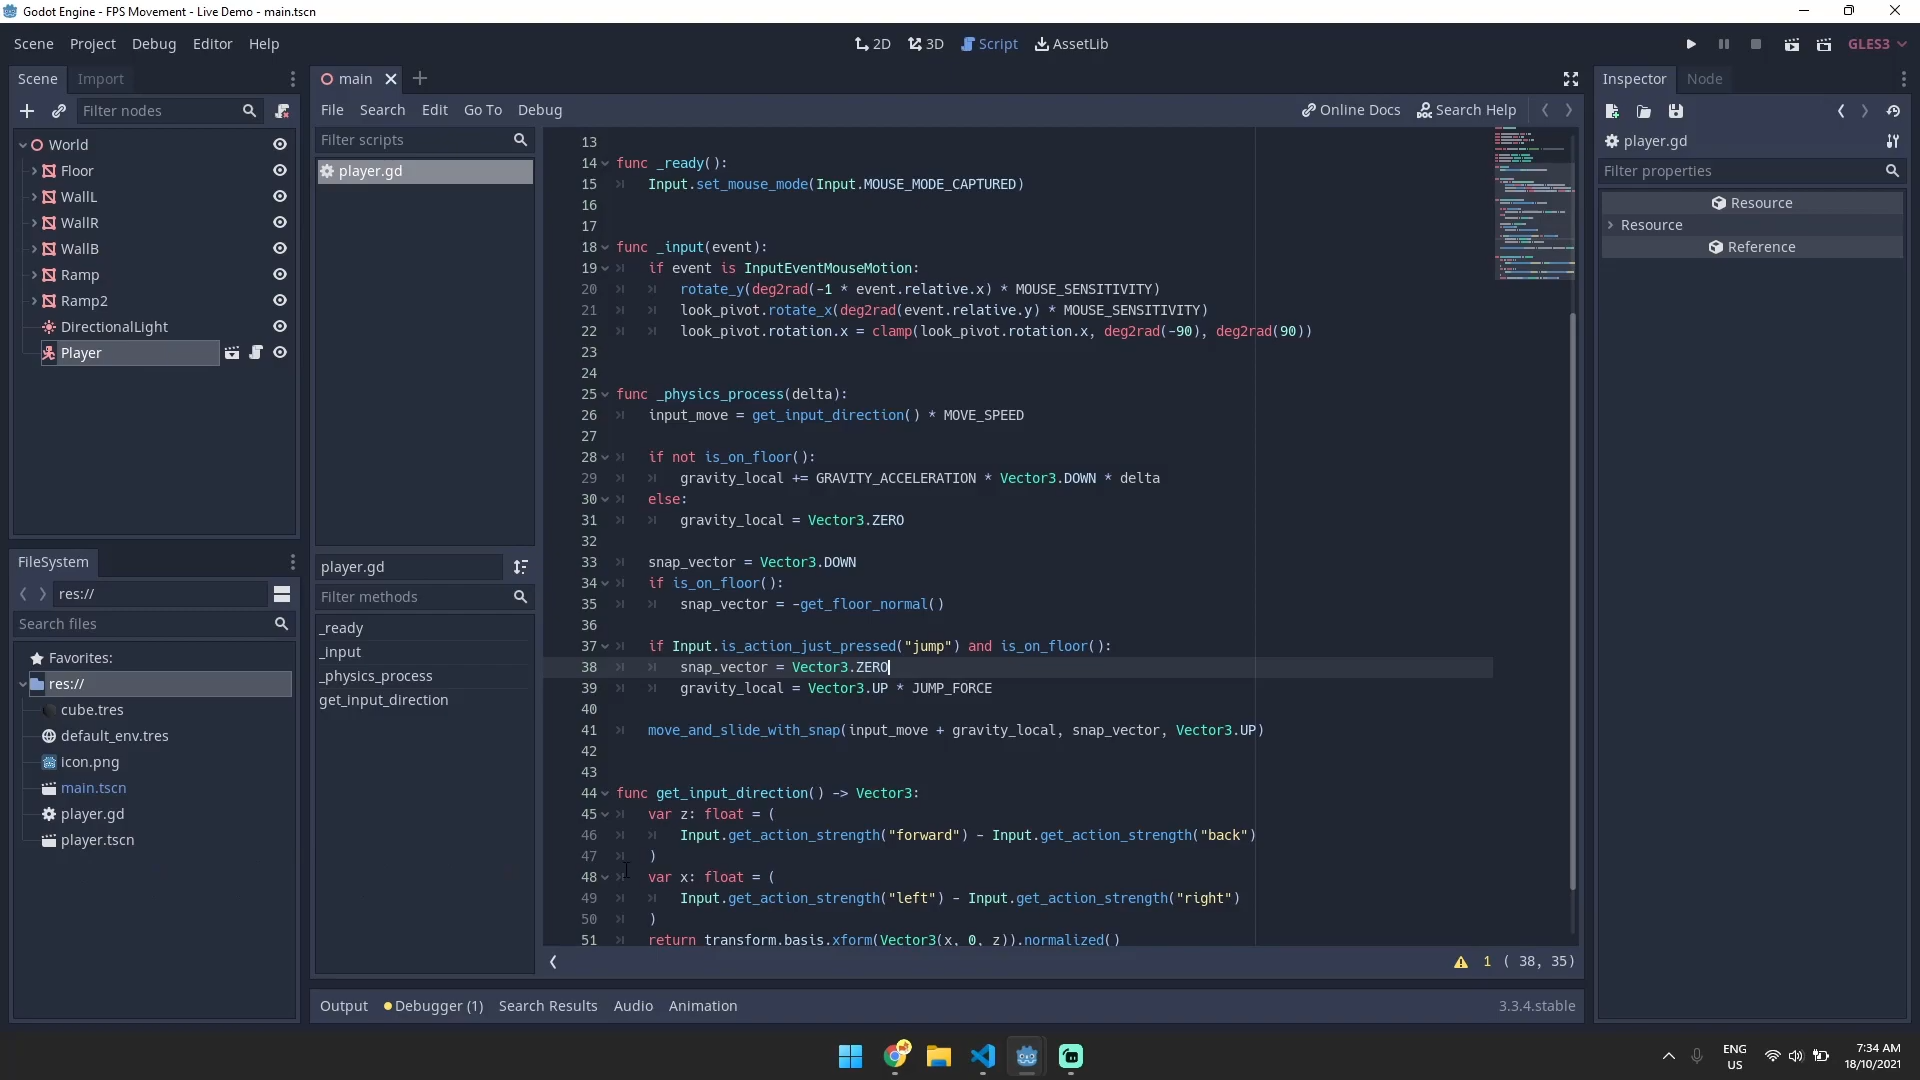 Godot Engine - FPS Movement - Live Demo - main.tscn
Scene Project Debug Editor Help
2D 3D Script AssetLib
GLES3
Scene Import
Filter nodes
World
Floor
WallL
WallR
WallB
Ramp
Ramp2
DirectionalLight
Player
FileSystem
res://
Search files
Favorites:
res://
cube.tres
default_env.tres
icon.png
main.tscn
player.gd
player.tscn
main
File Search Edit Go To Debug
Online Docs Search Help
Filter scripts
player.gd
player.gd
Filter methods
_ready
_input
_physics_process
get_input_direction
13
14 func _ready():
15 Input.set_mouse_mode(Input.MOUSE_MODE_CAPTURED)
16
17
18 func _input(event):
19 if event is InputEventMouseMotion:
20 rotate_y(deg2rad(-1 * event.relative.x) * MOUSE_SENSITIVITY)
21 look_pivot.rotate_x(deg2rad(event.relative.y) * MOUSE_SENSITIVITY)
22 look_pivot.rotation.x = clamp(look_pivot.rotation.x, deg2rad(-90), deg2rad(90))
23
24
25 func _physics_process(delta):
26 input_move = get_input_direction() * MOVE_SPEED
27
28 if not is_on_floor():
29 gravity_local += GRAVITY_ACCELERATION * Vector3.DOWN * delta
30 else:
31 gravity_local = Vector3.ZERO
32
33 snap_vector = Vector3.DOWN
34 if is_on_floor():
35 snap_vector = -get_floor_normal()
36
37 if Input.is_action_just_pressed("jump") and is_on_floor():
38 snap_vector = Vector3.ZERO
39 gravity_local = Vector3.UP * JUMP_FORCE
40
41 move_and_slide_with_snap(input_move + gravity_local, snap_vector, Vector3.UP)
42
43
44 func get_input_direction() -> Vector3:
45 var z: float = (
46 Input.get_action_strength("forward") - Input.get_action_strength("back")
47 )
48 var x: float = (
49 Input.get_action_strength("left") - Input.get_action_strength("right")
50 )
51 return transform.basis.xform(Vector3(x, 0, z)).normalized()
1 ( 38, 35)
Output Debugger (1) Search Results Audio Animation
3.3.4.stable
Inspector Node
player.gd
Filter properties
Resource
Resource
Reference
ENG
US
7:34 AM
18/10/2021